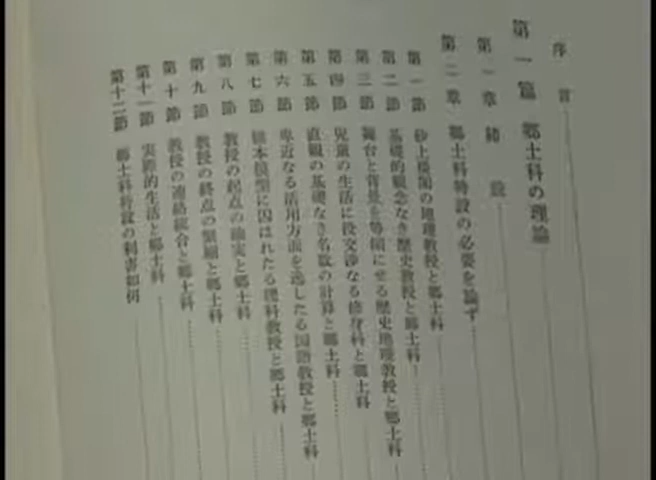 序言
第一篇 郷土科の理論
第一章 緒説
第二章 郷土科特設の必要を論ず
第一節 砂上楼閣の地理教授と郷土科
第二節 基礎的観念なき歴史教授と郷土科
第三節 舞台と背景を等閑にせる歴史地理教授と郷土科
第四節 児童の生活に没交渉なる修身科と郷土科
第五節 直観の基礎なき名数の計算と郷土科
第六節 卑近なる活用方面を逸したる国語教授と郷土科
第七節 標本模型に囚はれたる理科教授と郷土科
第八節 教授の起点の確実と郷土科
第九節 教授の終点の緊縮と郷土科
第十節 教授の連絡統合と郷土科
第十一節 実際的生活と郷土科
第十二節 郷土科特設の利害如何